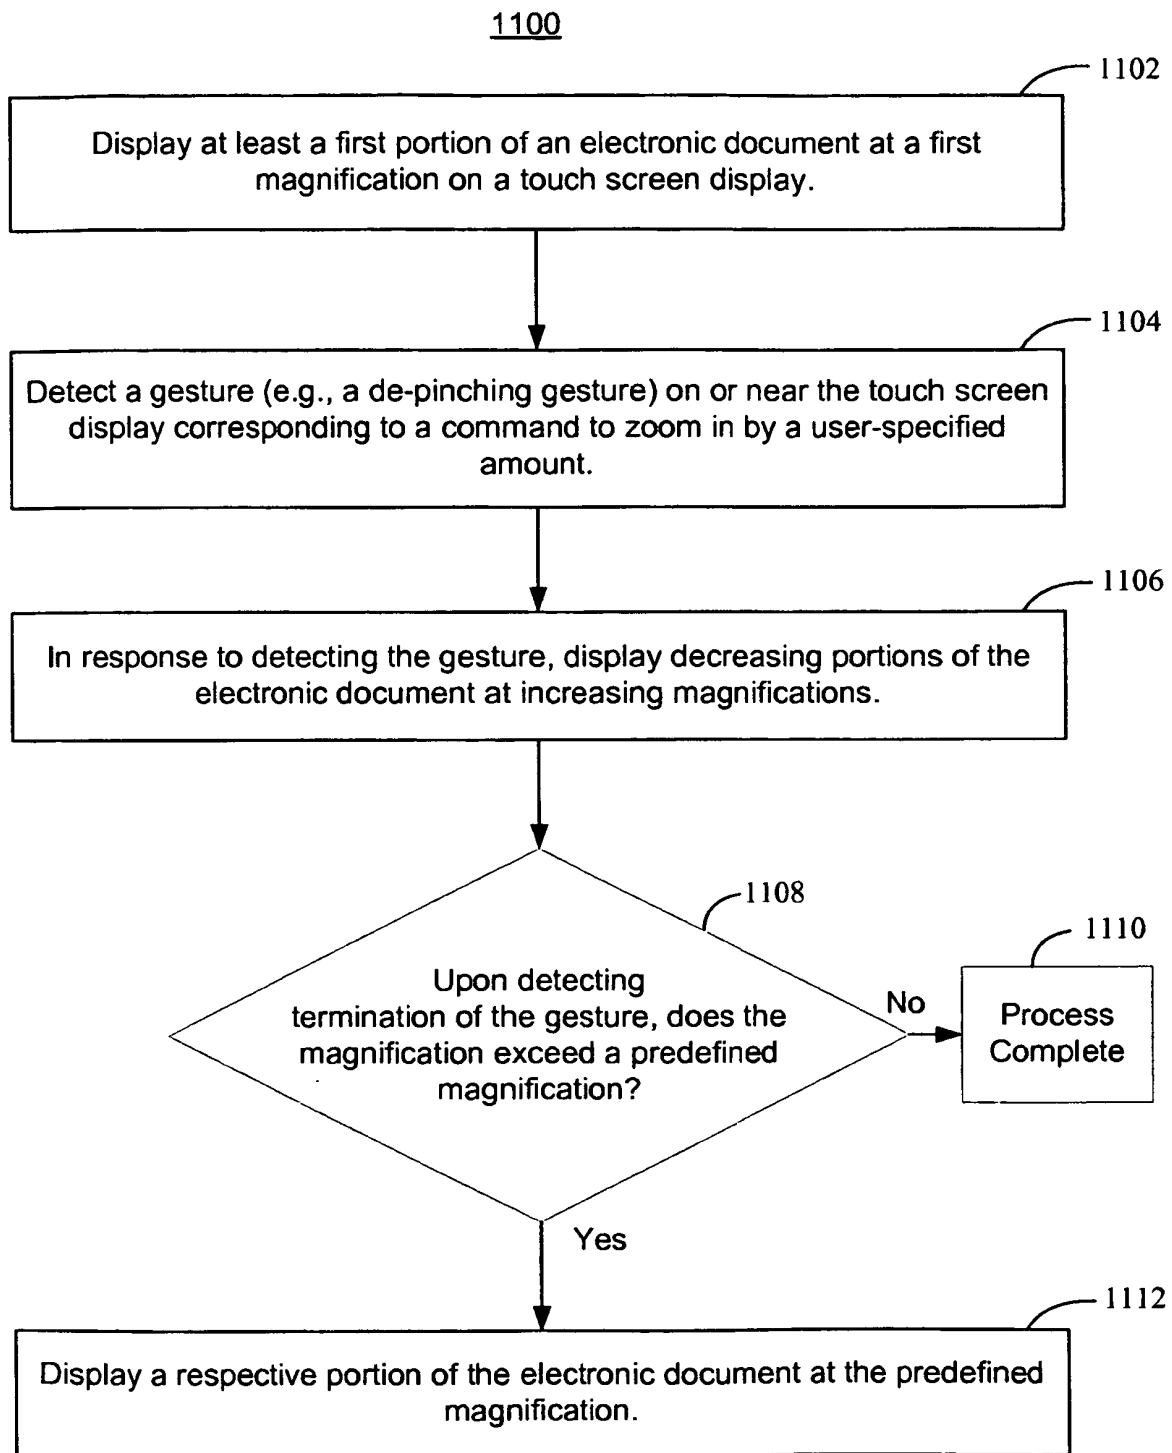 1100
1102
Display at least a first portion of an electronic document at a first
magnification on a touch screen display.
1104
Detect a gesture (e.g., a de-pinching gesture) on or near the touch screen
display corresponding to a command to zoom in by a user-specified
amount.
1106
In response to detecting the gesture, display decreasing portions of the
electronic document at increasing magnifications.
1108
Upon detecting
termination of the gesture, does the
magnification exceed a predefined
magnification?
No
1110
Process
Complete
Yes
1112
Display a respective portion of the electronic document at the predefined
magnification.